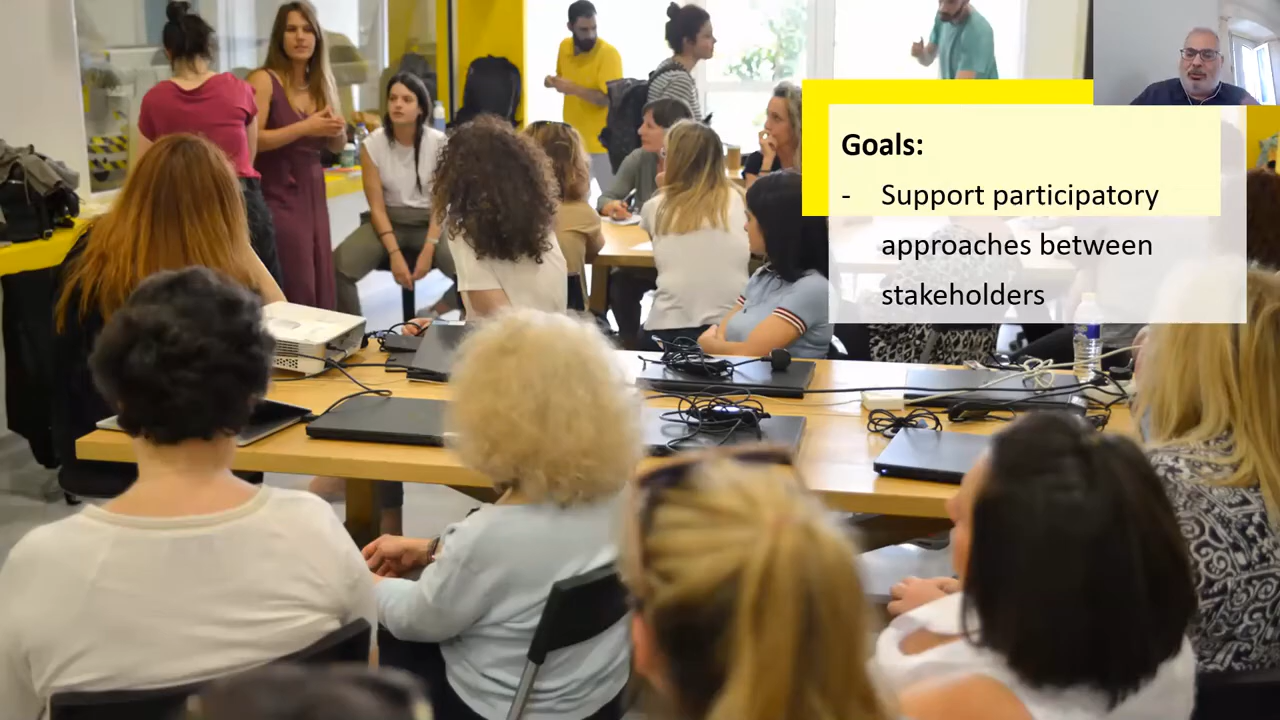 Goals:
- Support participatory
approaches between
stakeholders